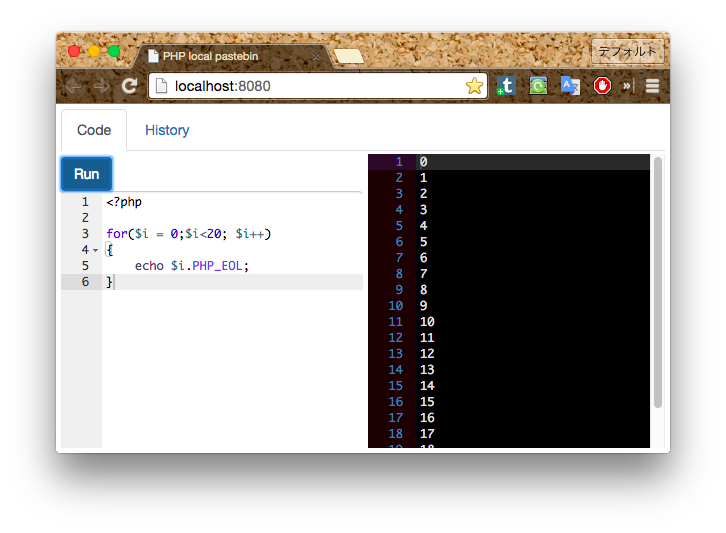 PHP local pastebin
デフォルト
localhost:8080
Code
History
Run
1 <?php
2
3 for($i = 0;$i<20; $i++)
4 {
5 echo $i.PHP_EOL;
6 }
1 0
2 1
3 2
4 3
5 4
6 5
7 6
8 7
9 8
10 9
11 10
12 11
13 12
14 13
15 14
16 15
17 16
18 17
19 18